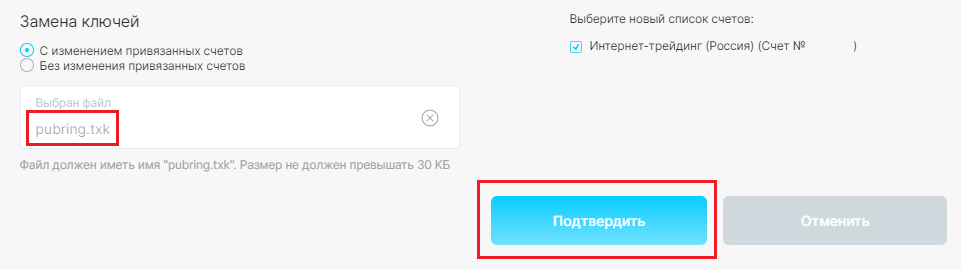 Замена ключей
С изменением привязанных счетов
Без изменения привязанных счетов
Выбран файл
pubring.txk
Файл должен иметь имя "pubring.txk". Размер не должен превышать 30 КБ
Выберите новый список счетов:
Интернет-трейдинг (Россия) (Счет № )
Подтвердить
Отменить